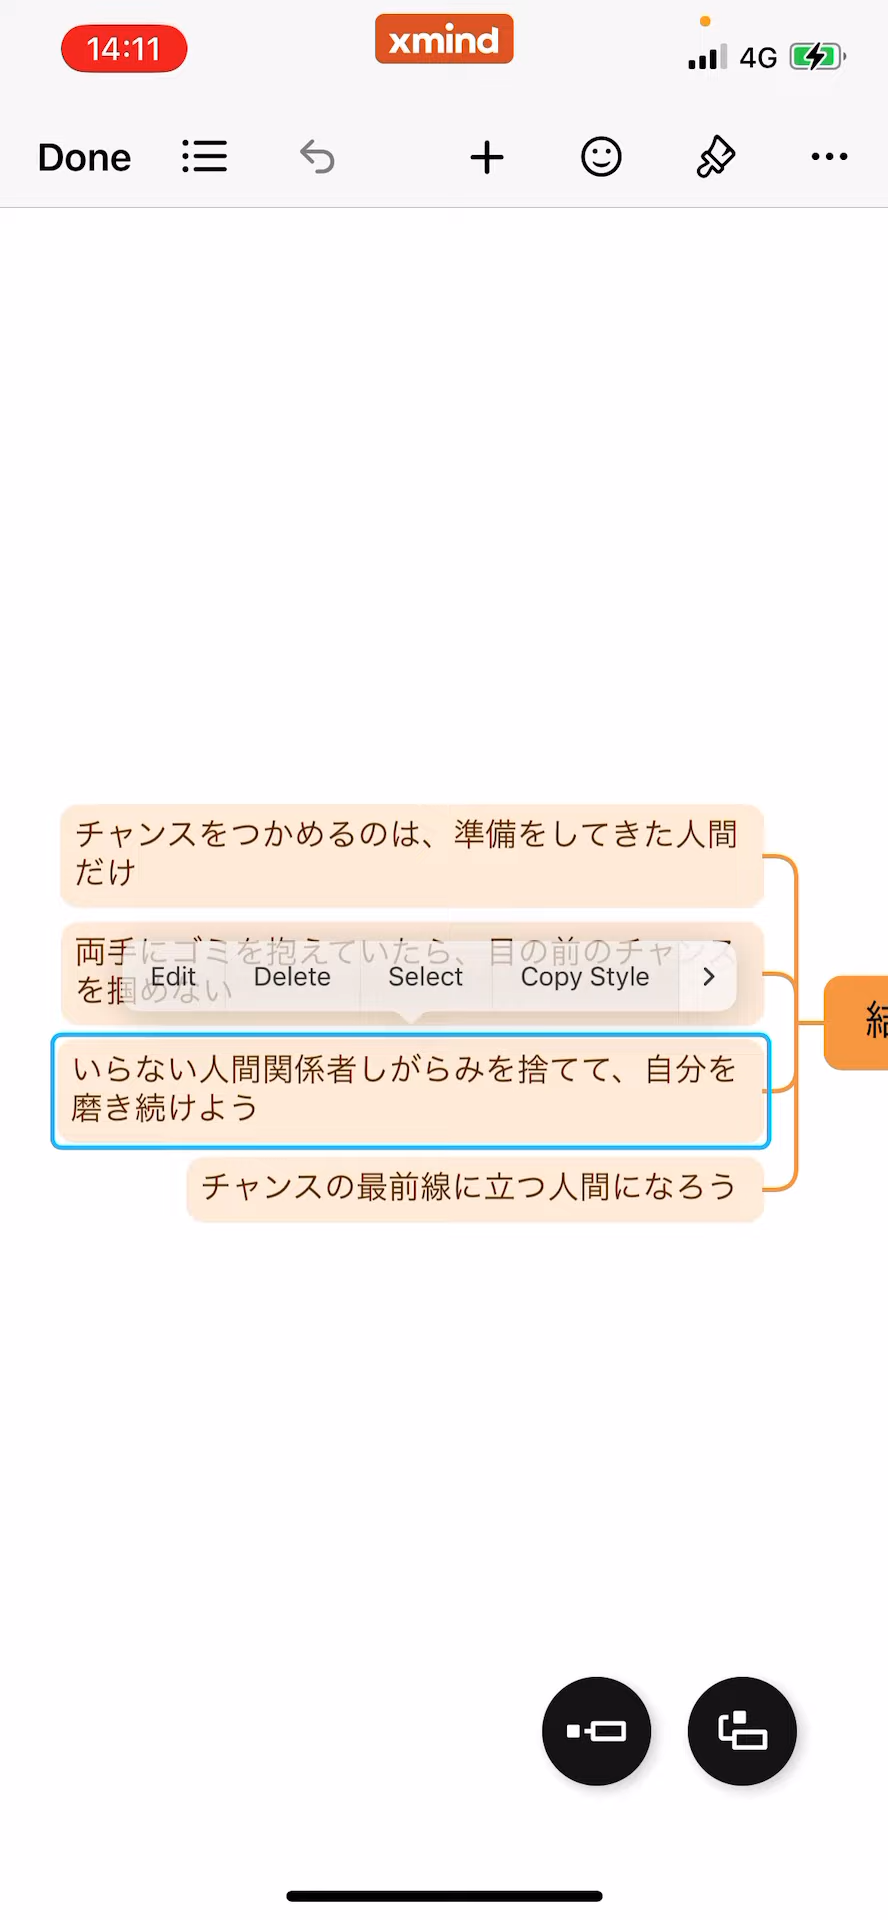 14:11
xmind
4G
Done
チャンスをつかめるのは、準備をしてきた人間
だけ
両手にゴミを抱えていたら、目の前のチャンス
を掴めない
Edit Delete Select Copy Style
いらない人間関係者しがらみを捨てて、自分を
磨き続けよう
チャンスの最前線に立つ人間になろう
結